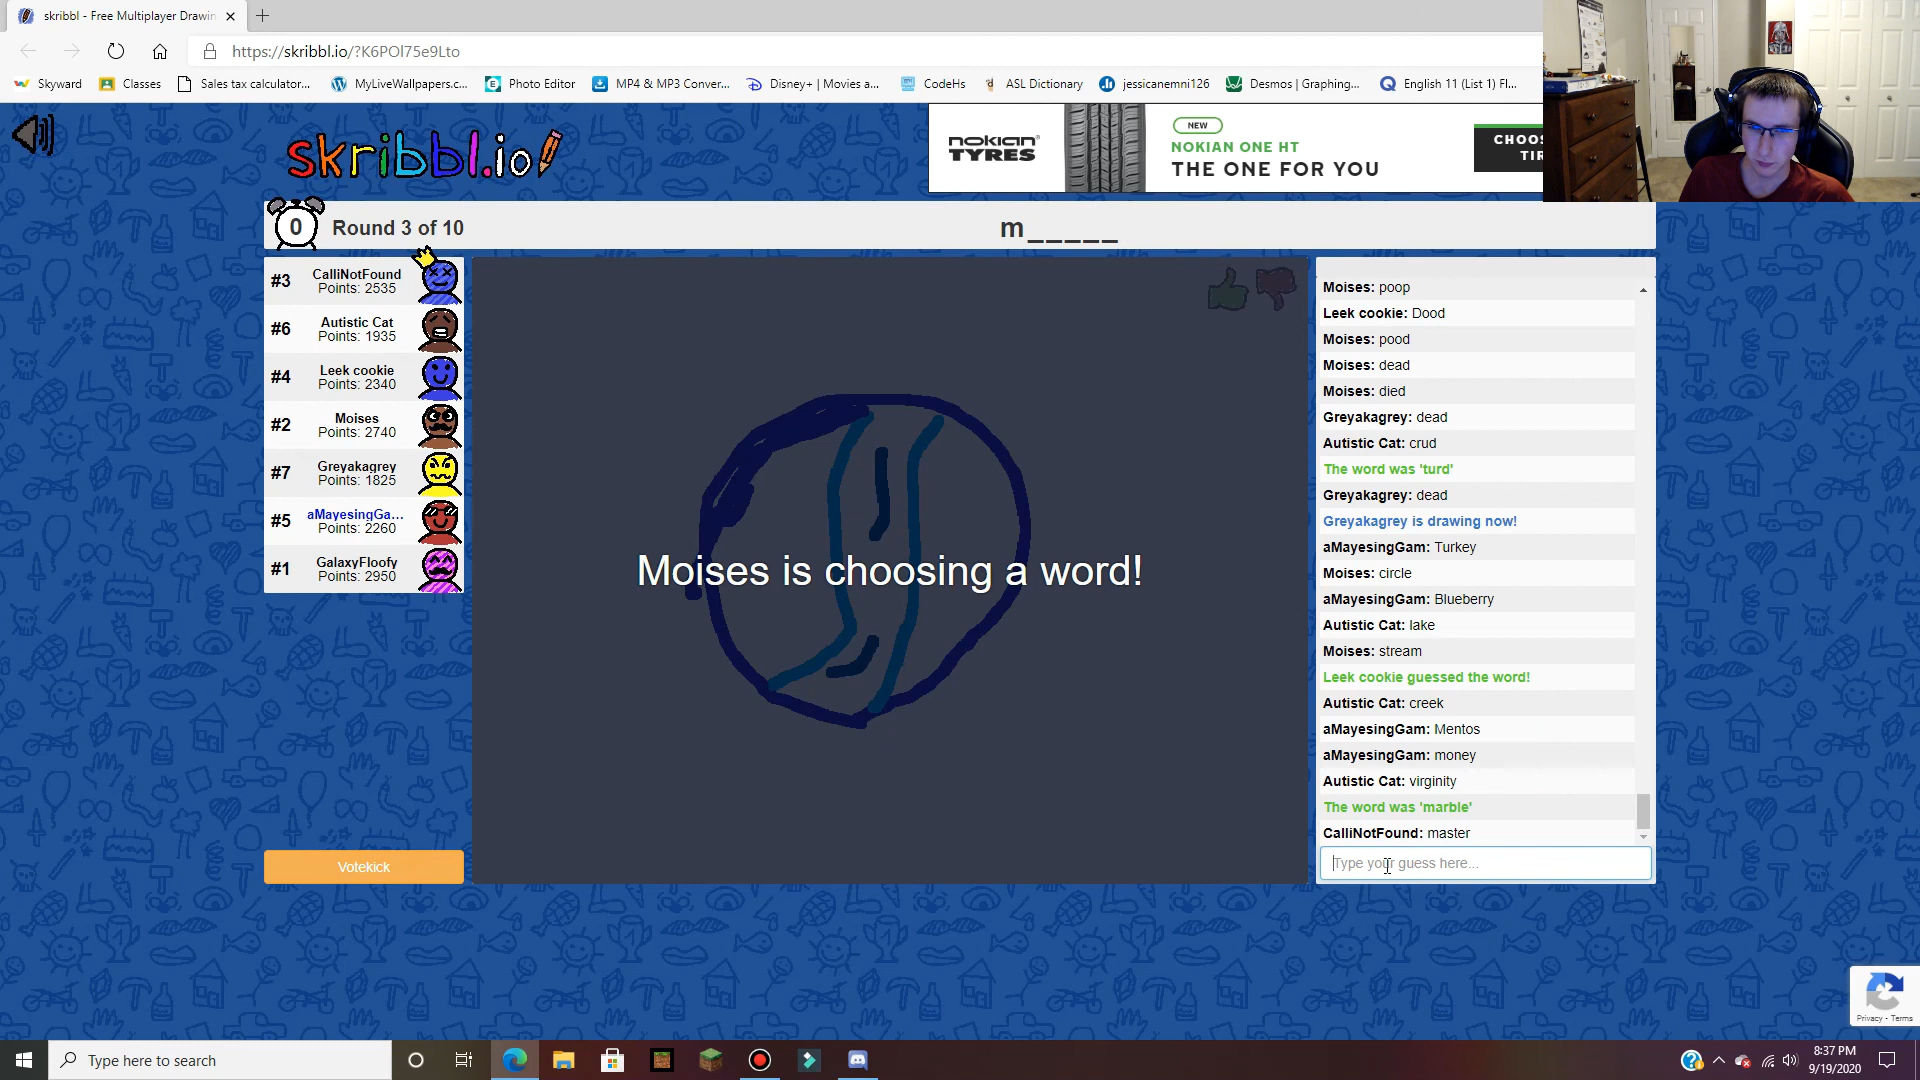 skribbl - Free Multiplayer Drawin
https://skribbl.io/?K6POl75e9Lto
Skyward
Classes
Sales tax calculator...
MyLiveWallpapers.c...
Photo Editor
MP4 & MP3 Conver...
Disney+ | Movies a...
CodeHs
ASL Dictionary
jessicanemni126
Desmos | Graphing...
English 11 (List 1) Fl...
skribbl.io
nokian TYRES
NEW
NOKIAN ONE HT
THE ONE FOR YOU
CHOOS
TIR
0
Round 3 of 10
m_____
#3 CalliNotFound
Points: 2535
#6 Autistic Cat
Points: 1935
#4 Leek cookie
Points: 2340
#2 Moises
Points: 2740
#7 Greyakagrey
Points: 1825
#5 aMayesingGa...
Points: 2260
#1 GalaxyFloofy
Points: 2950
Votekick
Moises is choosing a word!
Moises: poop
Leek cookie: Dood
Moises: pood
Moises: dead
Moises: died
Greyakagrey: dead
Autistic Cat: crud
The word was 'turd'
Greyakagrey: dead
Greyakagrey is drawing now!
aMayesingGam: Turkey
Moises: circle
aMayesingGam: Blueberry
Autistic Cat: lake
Moises: stream
Leek cookie guessed the word!
Autistic Cat: creek
aMayesingGam: Mentos
aMayesingGam: money
Autistic Cat: virginity
The word was 'marble'
CalliNotFound: master
Type your guess here...
Privacy - Terms
Type here to search
8:37 PM
9/19/2020